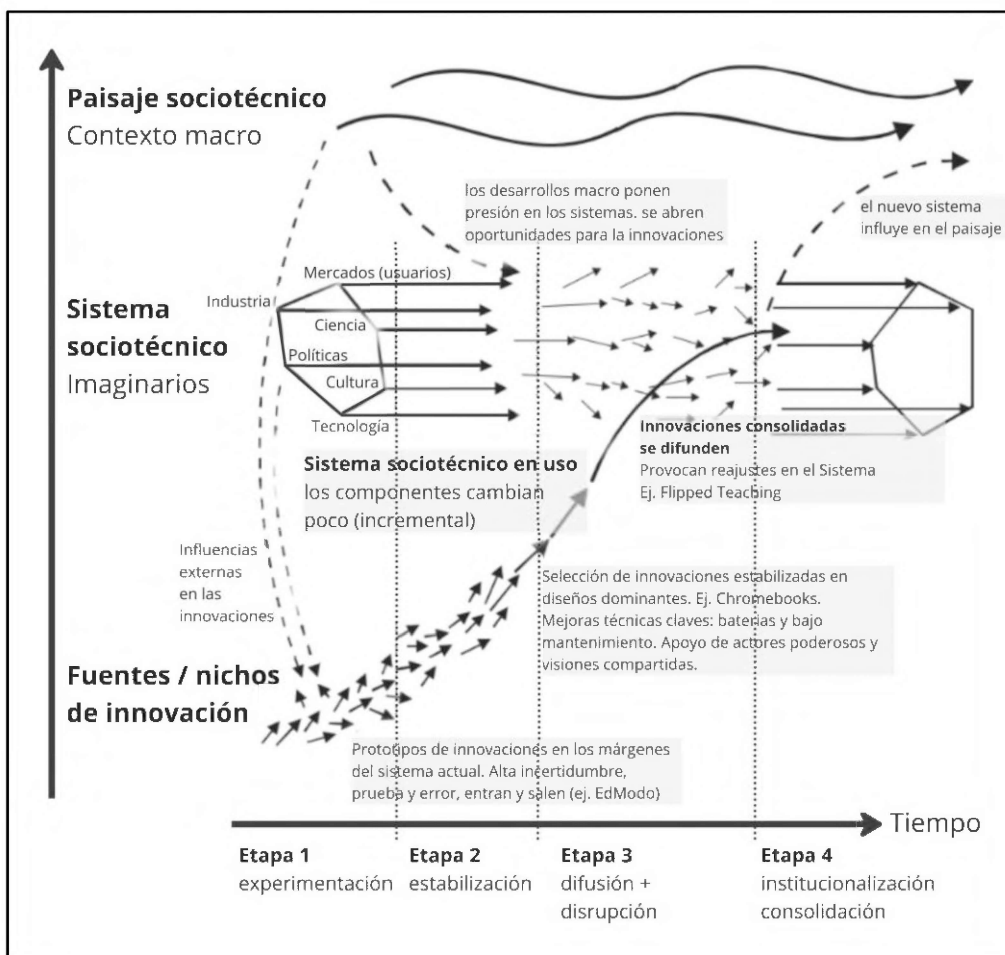 Paisaje sociotécnico
Contexto macro
los desarrollos macro ponen
presión en los sistemas. se abren
oportunidades para la innovaciones
el nuevo sistema
influye en el paisaje
Mercados (usuarios)
Industria
Ciencia
Políticas
Cultura
Tecnología
Sistema
sociotécnico
Imaginarios
Innovaciones consolidadas
se difunden
Provocan reajustes en el Sistema
Ej. Flipped Teaching
Sistema sociotécnico en uso
los componentes cambian
poco (incremental)
Influencias
externas
en las
innovaciones
Selección de innovaciones estabilizadas en
diseños dominantes. Ej. Chromebooks.
Mejoras técnicas claves: baterias y bajo
mantenimiento. Apoyo de actores poderosos y
visiones compartidas.
Fuentes / nichos
de innovación
Prototipos de innovaciones en los márgenes
del sistema actual. Alta incertidumbre,
prueba y error, entran y salen (ej. EdModo)
Tiempo
Etapa 1
experimentación
Etapa 2
estabilización
Etapa 3
difusión +
disrupción
Etapa 4
institucionalización
consolidación